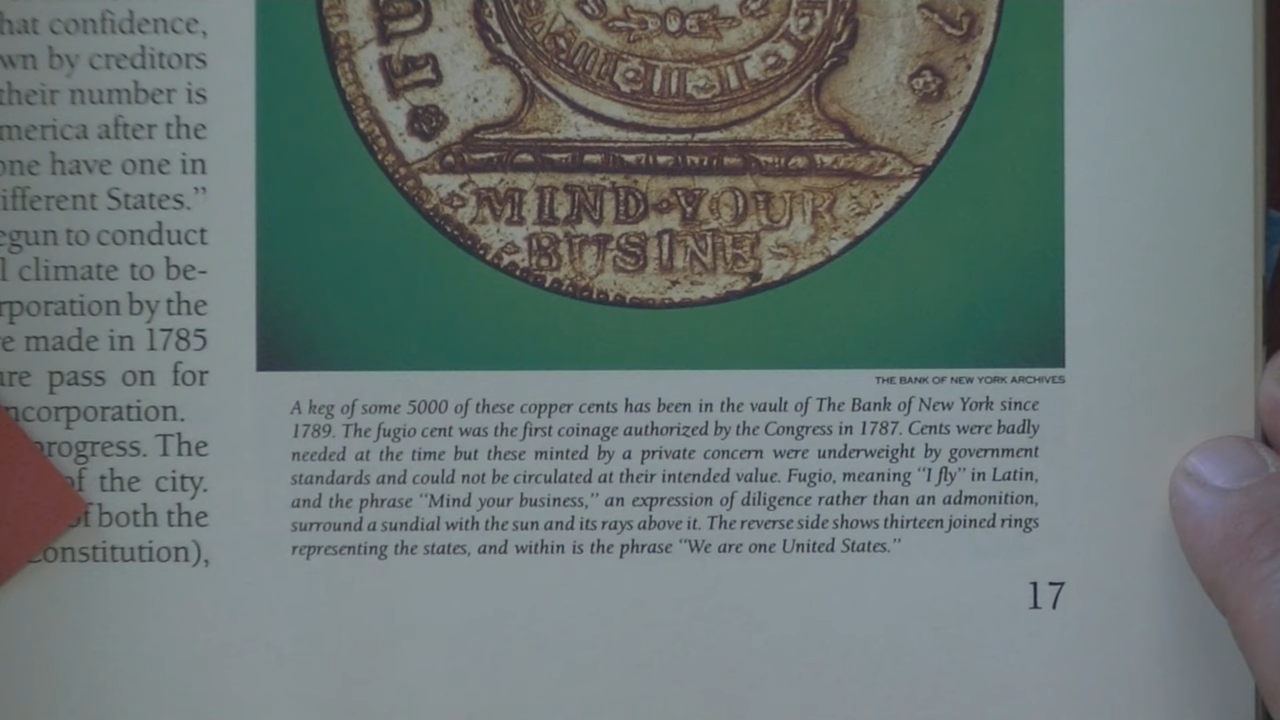 hat confidence,
wn by creditors
their number is
merica after the
one have one in
ifferent States."
egun to conduct
l climate to be-
rporation by the
e made in 1785
are pass on for
ncorporation.
progress. The
of the city.
of both the
Constitution),
MIND YOUR
BUSINE
THE BANK OF NEW YORK ARCHIVES
A keg of some 5000 of these copper cents has been in the vault of The Bank of New York since
1789. The fugio cent was the first coinage authorized by the Congress in 1787. Cents were badly
needed at the time but these minted by a private concern were underweight by government
standards and could not be circulated at their intended value. Fugio, meaning "I fly" in Latin,
and the phrase "Mind your business," an expression of diligence rather than an admonition,
surround a sundial with the sun and its rays above it. The reverse side shows thirteen joined rings
representing the states, and within is the phrase "We are one United States."
17